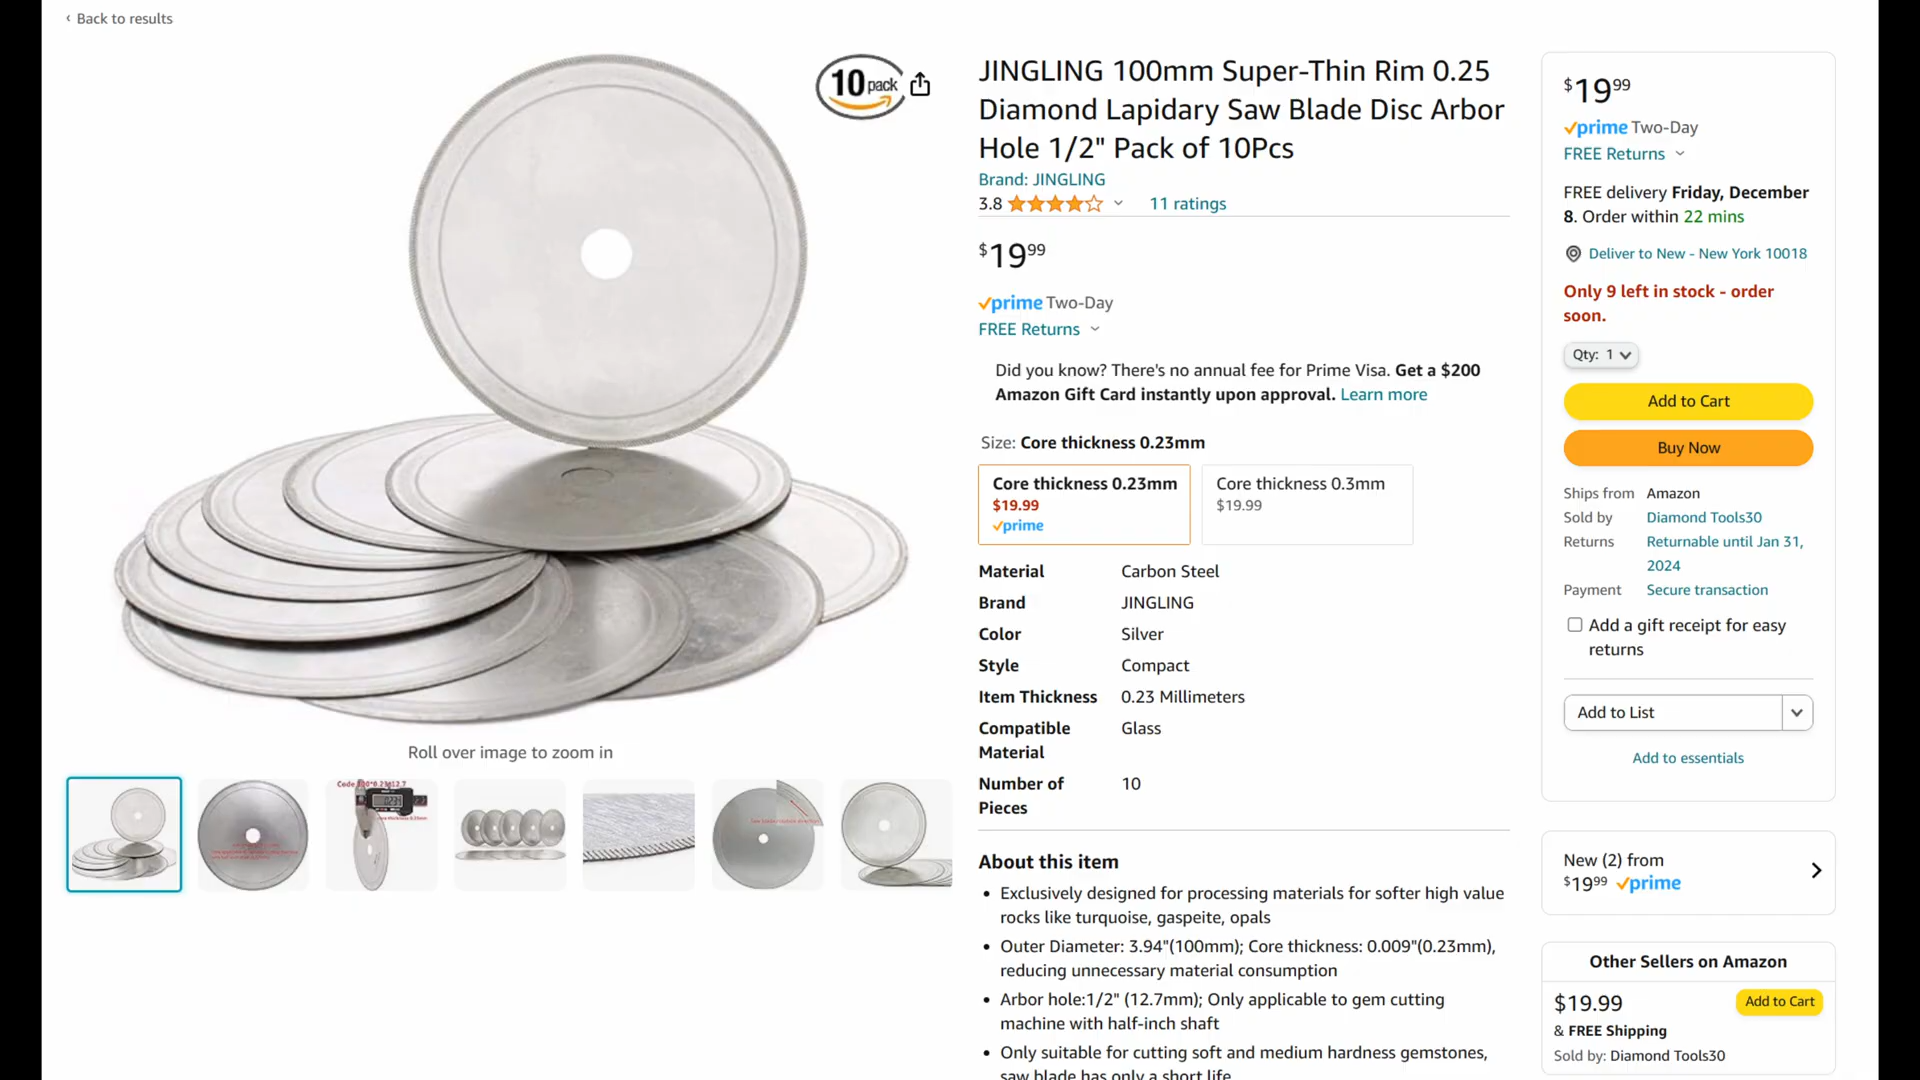 ‹ Back to results
10 pack
JINGLING 100mm Super-Thin Rim 0.25
Diamond Lapidary Saw Blade Disc Arbor
Hole 1/2" Pack of 10Pcs
Brand: JINGLING
3.8
11 ratings
$19 99
prime Two-Day
FREE Returns
Did you know? There's no annual fee for Prime Visa. Get a $200
Amazon Gift Card instantly upon approval. Learn more
Size: Core thickness 0.23mm
Core thickness 0.23mm
$19.99
prime
Core thickness 0.3mm
$19.99
Material Carbon Steel
Brand JINGLING
Color Silver
Style Compact
Item Thickness 0.23 Millimeters
Compatible Glass
Material
Number of 10
Pieces
About this item
• Exclusively designed for processing materials for softer high value
rocks like turquoise, gaspeite, opals
• Outer Diameter: 3.94"(100mm); Core thickness: 0.009"(0.23mm),
reducing unnecessary material consumption
• Arbor hole:1/2" (12.7mm); Only applicable to gem cutting
machine with half-inch shaft
• Only suitable for cutting soft and medium hardness gemstones,
saw blade has only a short life
Roll over image to zoom in
$19 99
prime Two-Day
FREE Returns
FREE delivery Friday, December
8. Order within 22 mins
Deliver to New - New York 10018
Only 9 left in stock - order
soon.
Qty: 1
Add to Cart
Buy Now
Ships from Amazon
Sold by Diamond Tools30
Returns Returnable until Jan 31,
2024
Payment Secure transaction
Add a gift receipt for easy
returns
Add to List
Add to essentials
New (2) from
$19 99 prime
Other Sellers on Amazon
$19.99
Add to Cart
& FREE Shipping
Sold by: Diamond Tools30